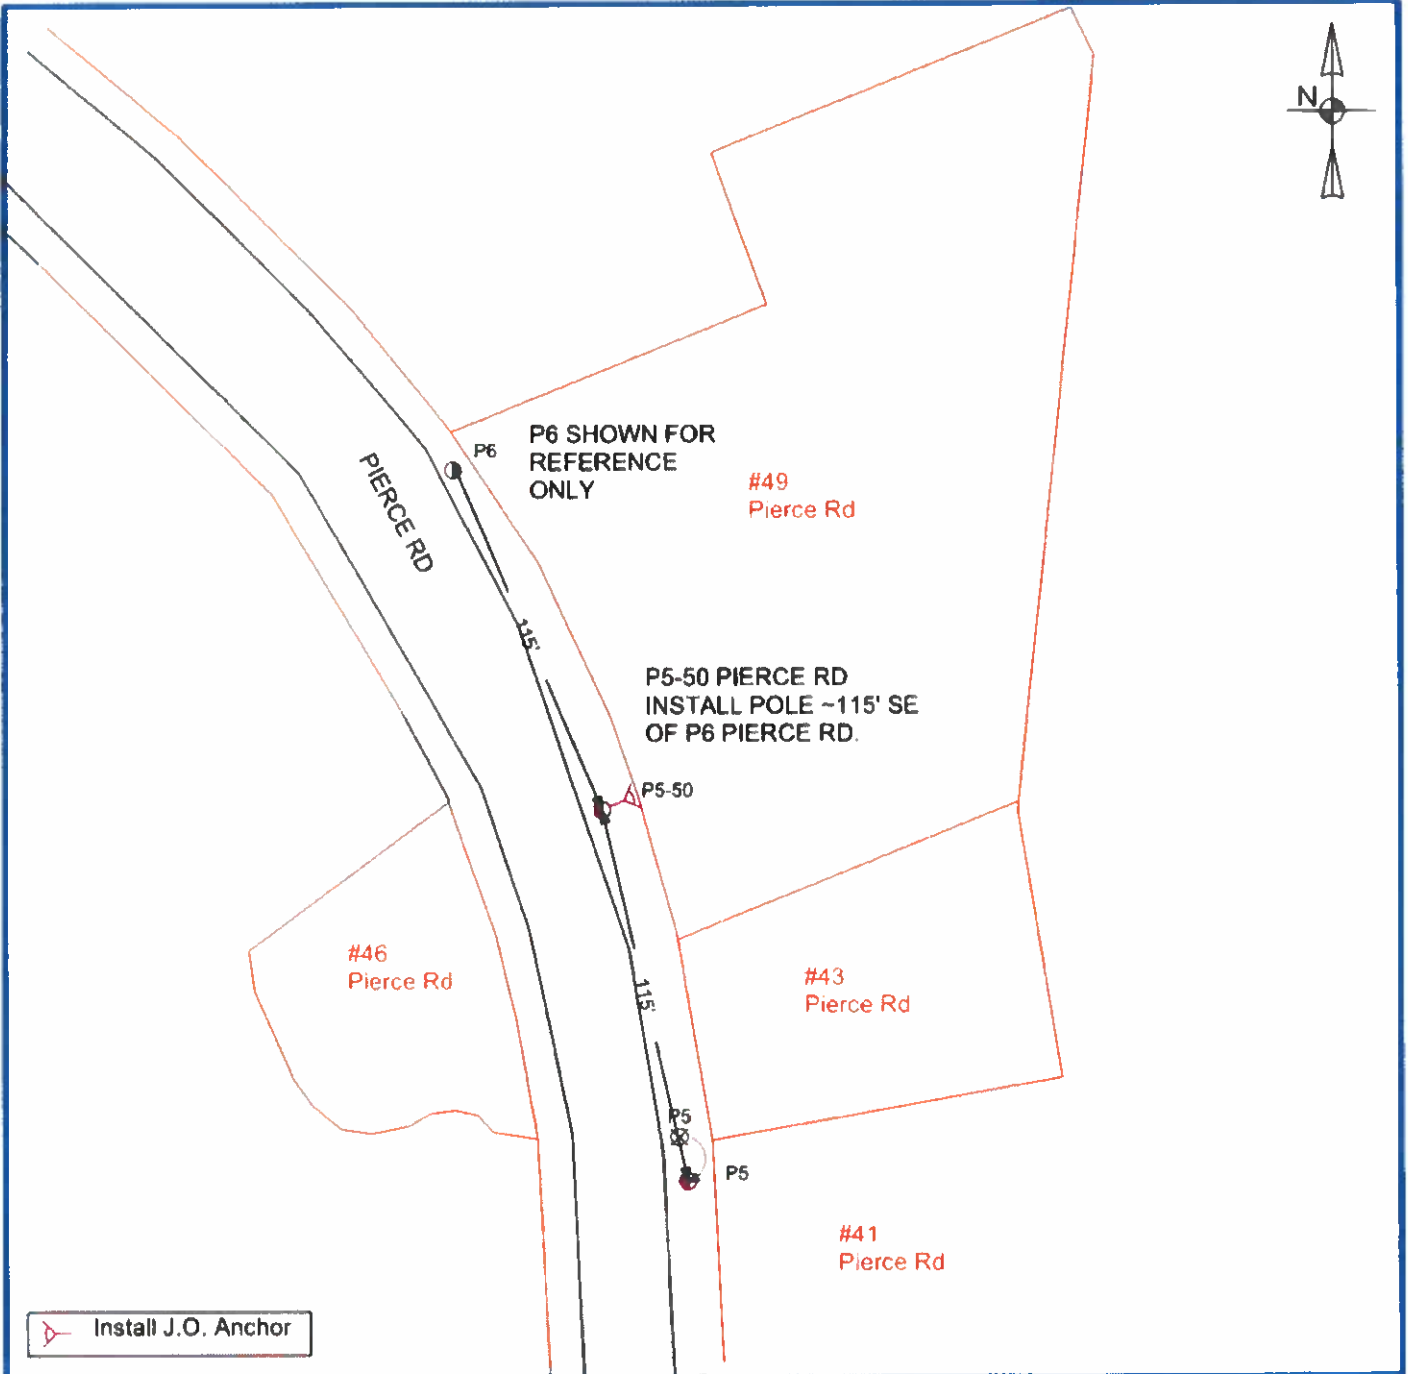 N
P6
P6 SHOWN FOR
REFERENCE
ONLY
#49
Pierce Rd
PIERCE RD
115'
P5-50 PIERCE RD
INSTALL POLE ~115' SE
OF P6 PIERCE RD.
P5-50
#46
Pierce Rd
#43
Pierce Rd
115'
P5
P5
#41
Pierce Rd
Install J.O. Anchor